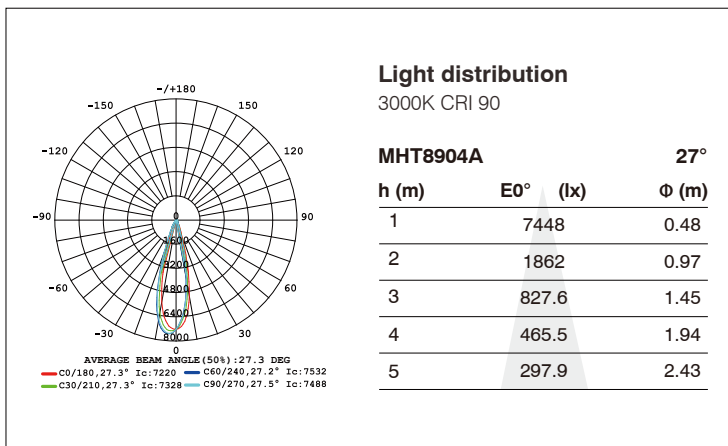 -/+180
-150
150
-120
120
-90
90
-60
60
-30
30
0
0
1600
3200
4800
6400
8000
AVERAGE BEAM ANGLE(50%):27.3 DEG
C0/180,27.3° Ic:7220
C60/240,27.2° Ic:7532
C30/210,27.3° Ic:7328
C90/270,27.5° Ic:7488
Light distribution
3000K CRI 90
MHT8904A 27°
h (m) E0° (lx) Φ (m)
1 7448 0.48
2 1862 0.97
3 827.6 1.45
4 465.5 1.94
5 297.9 2.43